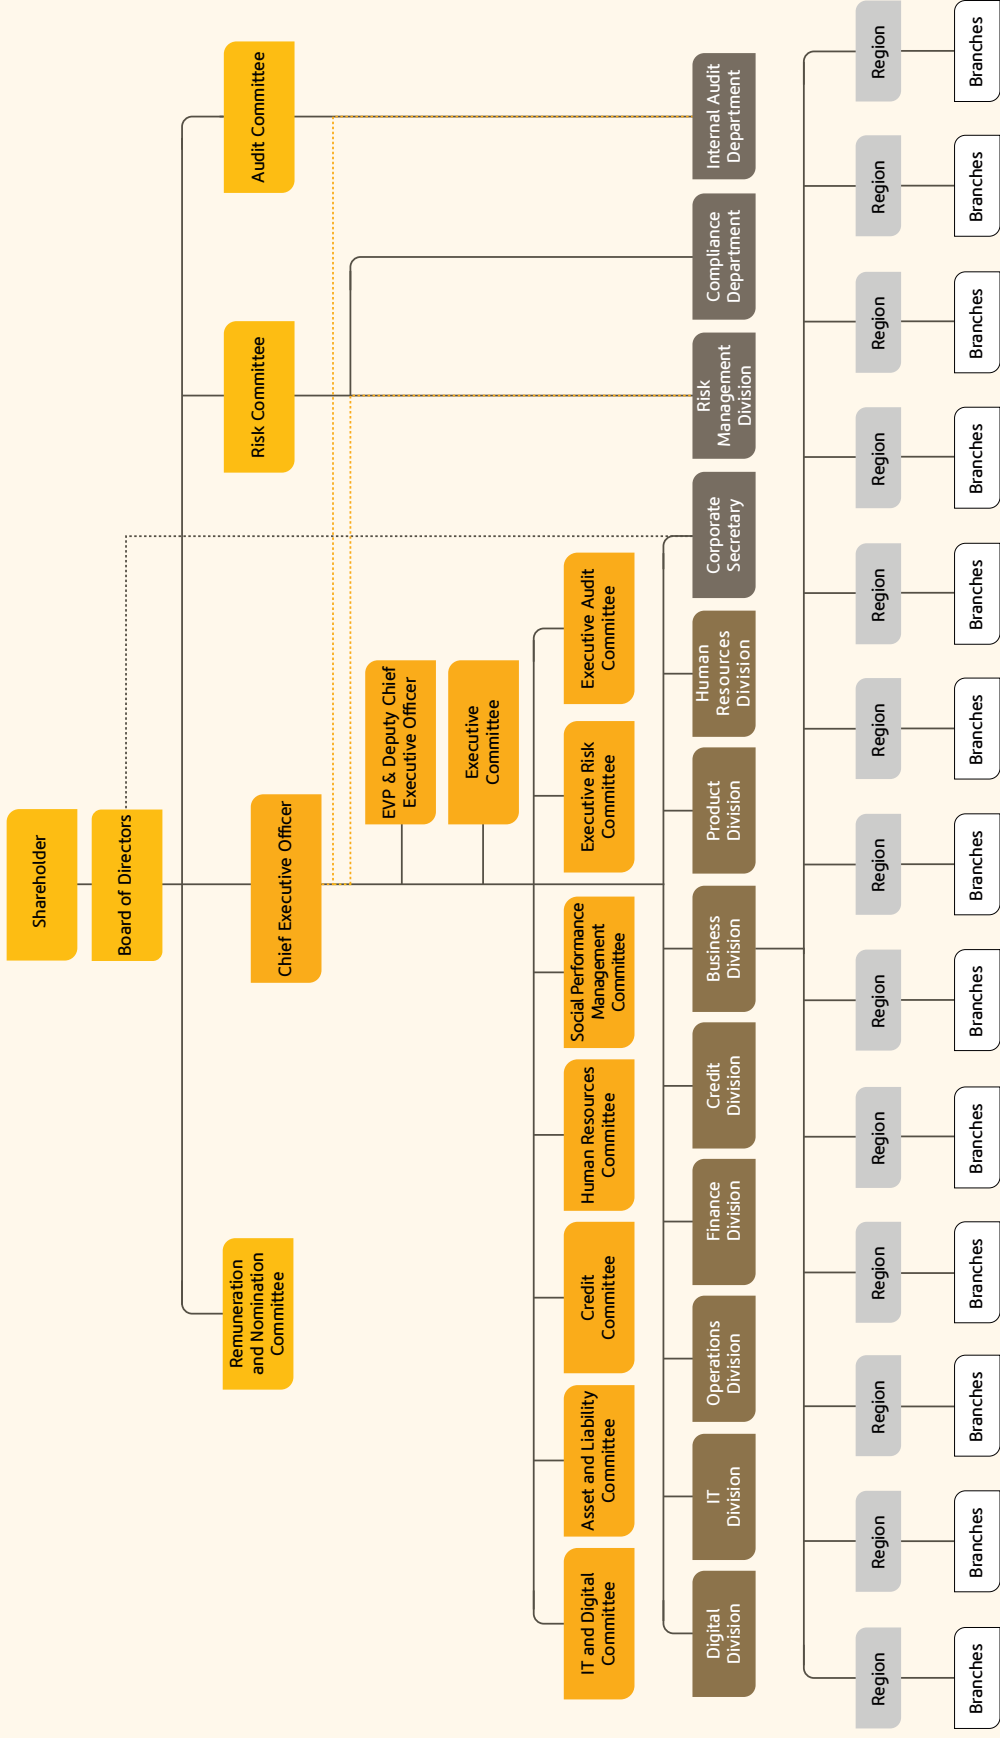 Shareholder
Board of Directors
Remuneration
and Nomination
Committee
Risk Committee
Audit Committee
Chief Executive Officer
EVP & Deputy Chief
Executive Officer
Executive
Committee
IT and Digital
Committee
Asset and Liability
Committee
Credit
Committee
Human Resources
Committee
Social Performance
Management
Committee
Executive Risk
Committee
Executive Audit
Committee
Digital
Division
IT
Division
Operations
Division
Finance
Division
Credit
Division
Business
Division
Product
Division
Human
Resources
Division
Corporate
Secretary
Risk
Management
Division
Compliance
Department
Internal Audit
Department
Region
Region
Region
Region
Region
Region
Region
Region
Region
Region
Region
Region
Region
Branches
Branches
Branches
Branches
Branches
Branches
Branches
Branches
Branches
Branches
Branches
Branches
Branches